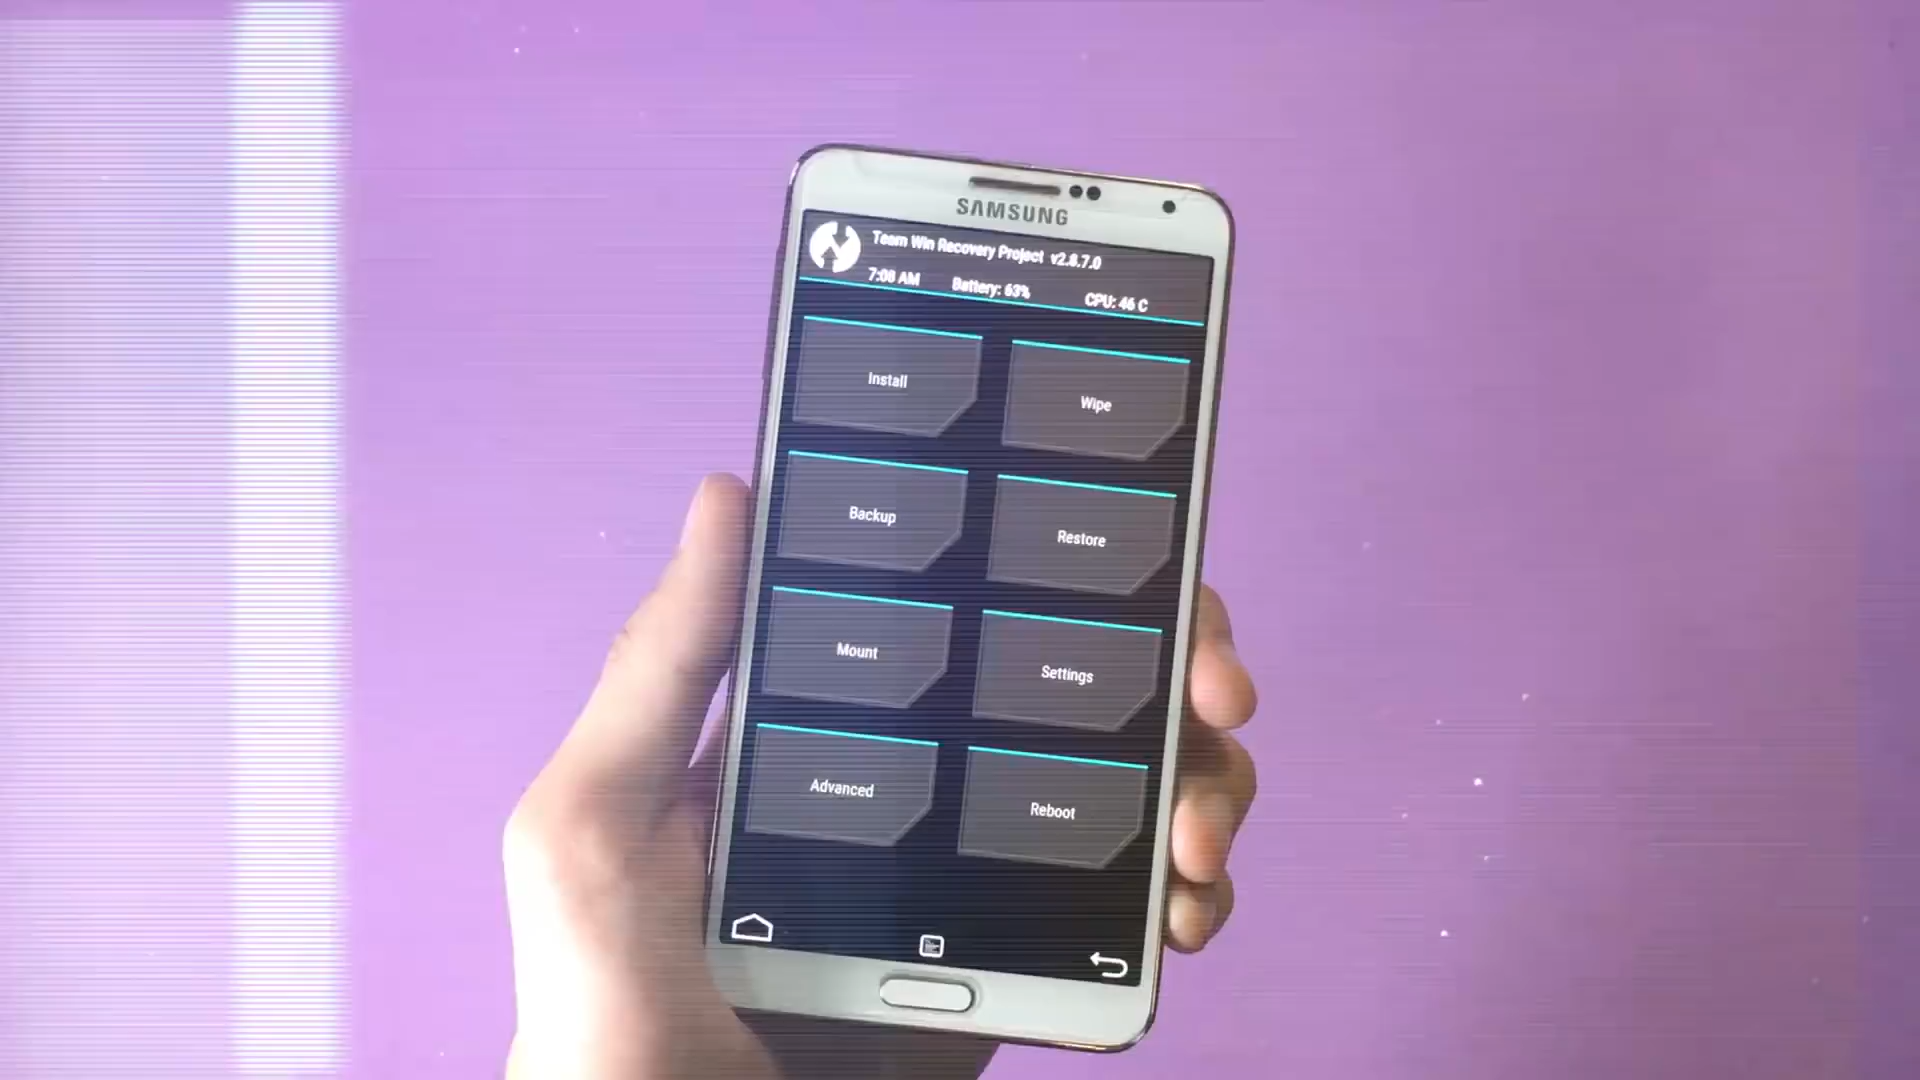 SAMSUNG
Team Win Recovery Project v2.8.7.0
7:08 AM Battery: 63% CPU: 46 C
Install
Wipe
Backup
Restore
Mount
Settings
Advanced
Reboot